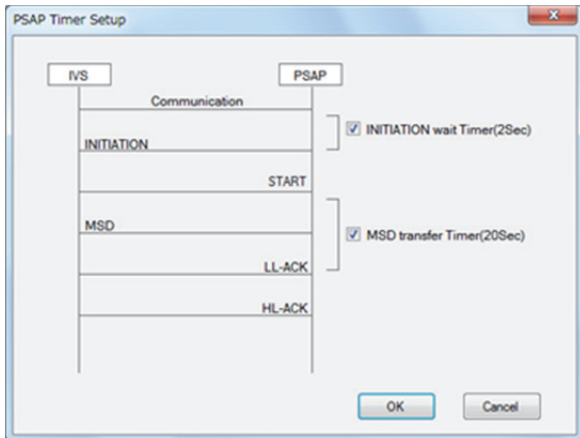 PSAP Timer Setup
IVS
PSAP
Communication
INITIATION wait Timer(2Sec)
INITIATION
START
MSD
MSD transfer Timer(20Sec)
LL-ACK
HL-ACK
OK
Cancel